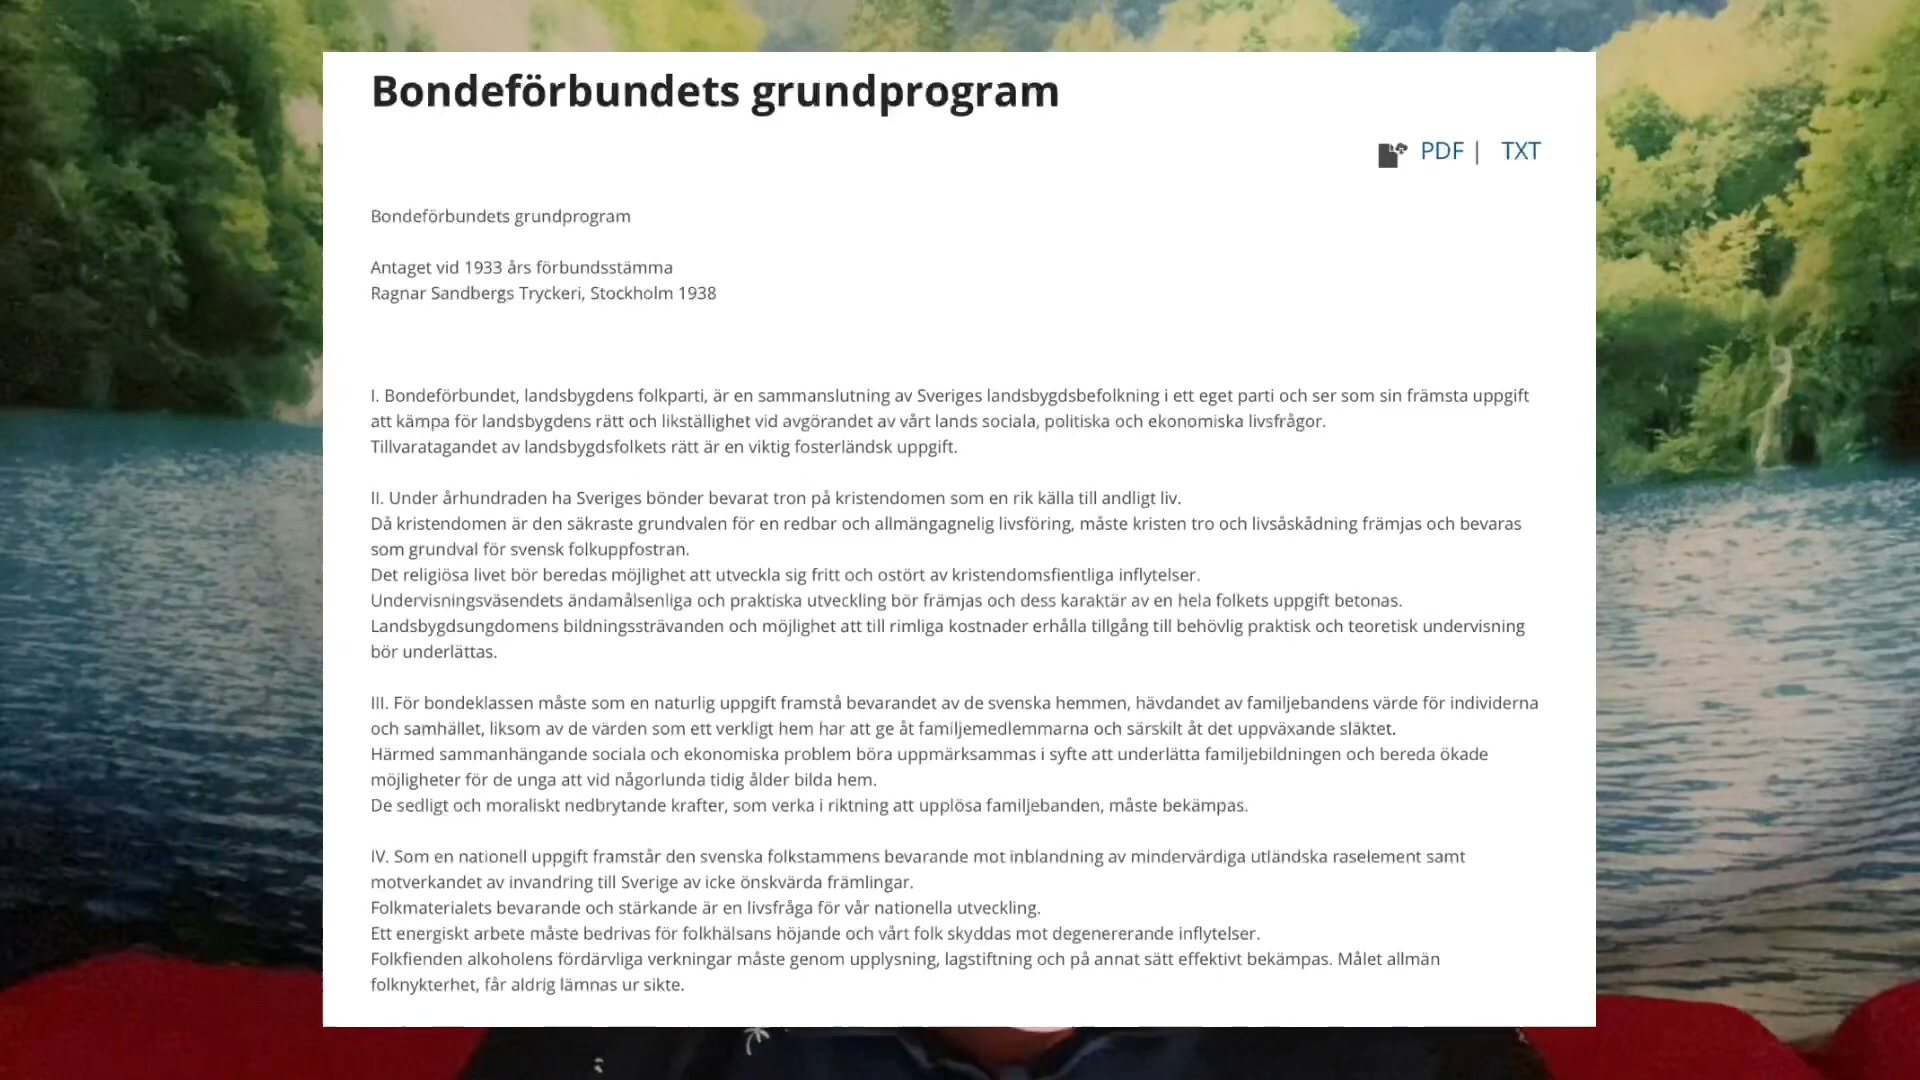 Bondeförbundets grundprogram
PDF | TXT
Bondeförbundets grundprogram
Antaget vid 1933 års förbundsstämma
Ragnar Sandbergs Tryckeri, Stockholm 1938
I. Bondeförbundet, landsbygdens folkparti, är en sammanslutning av Sveriges landsbygdsbefolkning i ett eget parti och ser som sin främsta uppgift
att kämpa för landsbygdens rätt och likställighet vid avgörandet av vårt lands sociala, politiska och ekonomiska livsfrågor.
Tillvaratagandet av landsbygdsfolkets rätt är en viktig fosterländsk uppgift.
II. Under århundraden ha Sveriges bönder bevarat tron på kristendomen som en rik källa till andligt liv.
Då kristendomen är den säkraste grundvalen för en redbar och allmängagnelig livsföring, måste kristen tro och livsåskådning främjas och bevaras
som grundval för svensk folkuppfostran.
Det religiösa livet bör beredas möjlighet att utveckla sig fritt och ostört av kristendomsfientliga inflytelser.
Undervisningsväsendets ändamålsenliga och praktiska utveckling bör främjas och dess karaktär av en hela folkets uppgift betonas.
Landsbygdsungdomens bildningssträvanden och möjlighet att till rimliga kostnader erhålla tillgång till behövlig praktisk och teoretisk undervisning
bör underlättas.
III. För bondeklassen måste som en naturlig uppgift framstå bevarandet av de svenska hemmen, hävdandet av familjebandens värde för individerna
och samhället, liksom av de värden som ett verkligt hem har att ge åt familjemedlemmarna och särskilt åt det uppväxande släktet.
Härmed sammanhängande sociala och ekonomiska problem böra uppmärksammas i syfte att underlätta familjebildningen och bereda ökade
möjligheter för de unga att vid någorlunda tidig ålder bilda hem.
De sedligt och moraliskt nedbrytande krafter, som verka i riktning att upplösa familjebanden, måste bekämpas.
IV. Som en nationell uppgift framstår den svenska folkstammens bevarande mot inblandning av mindervärdiga utländska raselement samt
motverkandet av invandring till Sverige av icke önskvärda främlingar.
Folkmaterialets bevarande och stärkande är en livsfråga för vår nationella utveckling.
Ett energiskt arbete måste bedrivas för folkhälsans höjande och vårt folk skyddas mot degenererande inflytelser.
Folkfienden alkoholens fördärvliga verkningar måste genom upplysning, lagstiftning och på annat sätt effektivt bekämpas. Målet allmän
folknykterhet, får aldrig lämnas ur sikte.